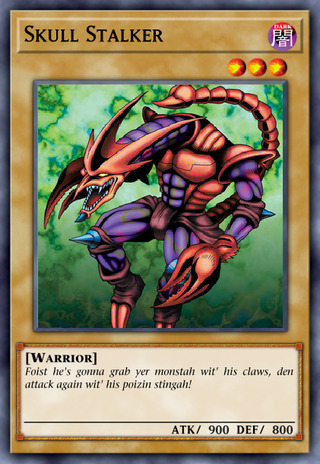 Skull Stalker
DARK
闇
[Warrior]
Foist he's gonna grab yer monstah wit' his claws, den
attack again wit' his poizin stingah!
ATK/ 900 DEF/ 800